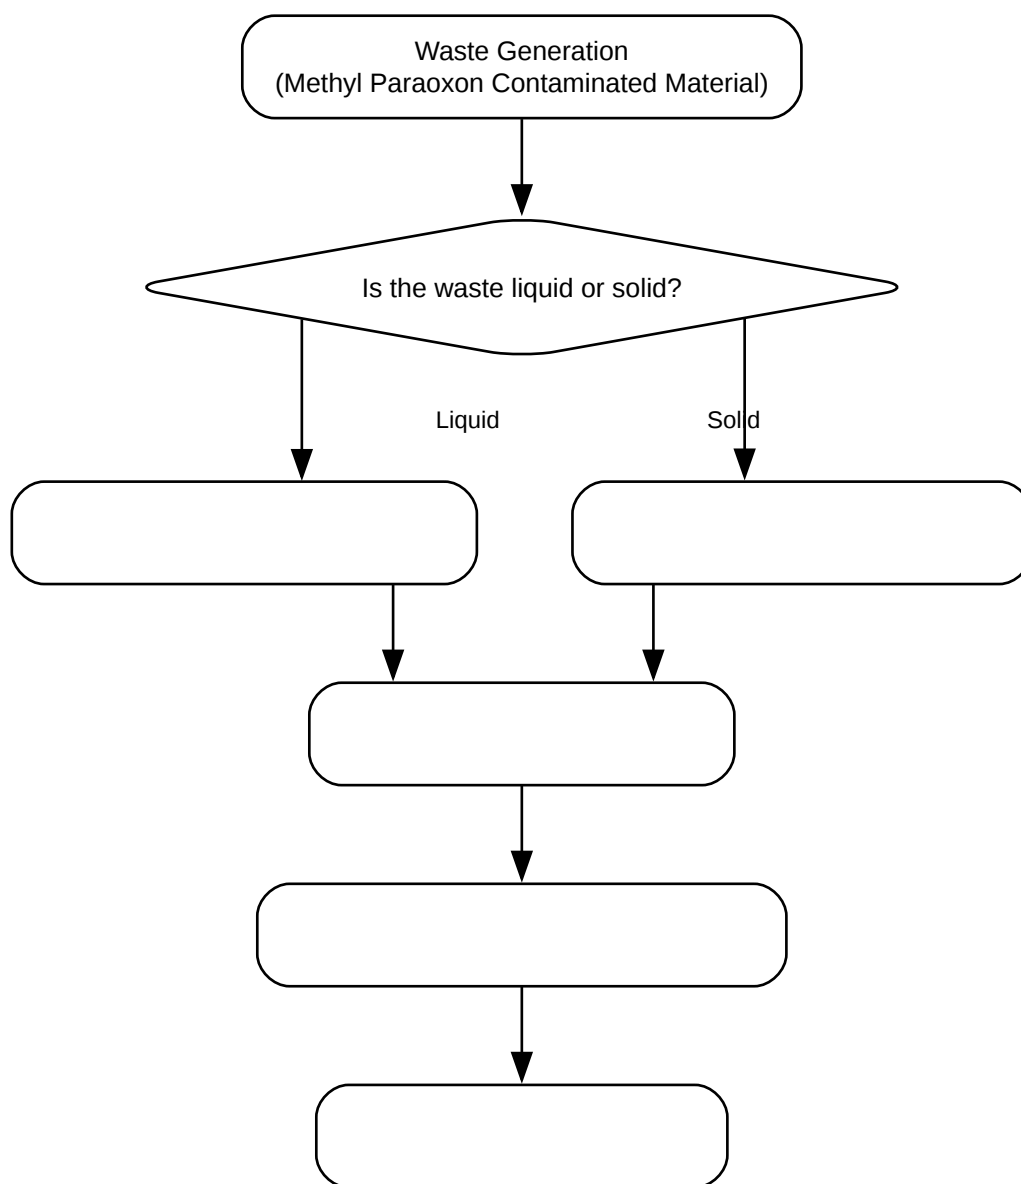 Waste Generation
(Methyl Paraoxon Contaminated Material)
Is the waste liquid or solid?
Liquid
Solid